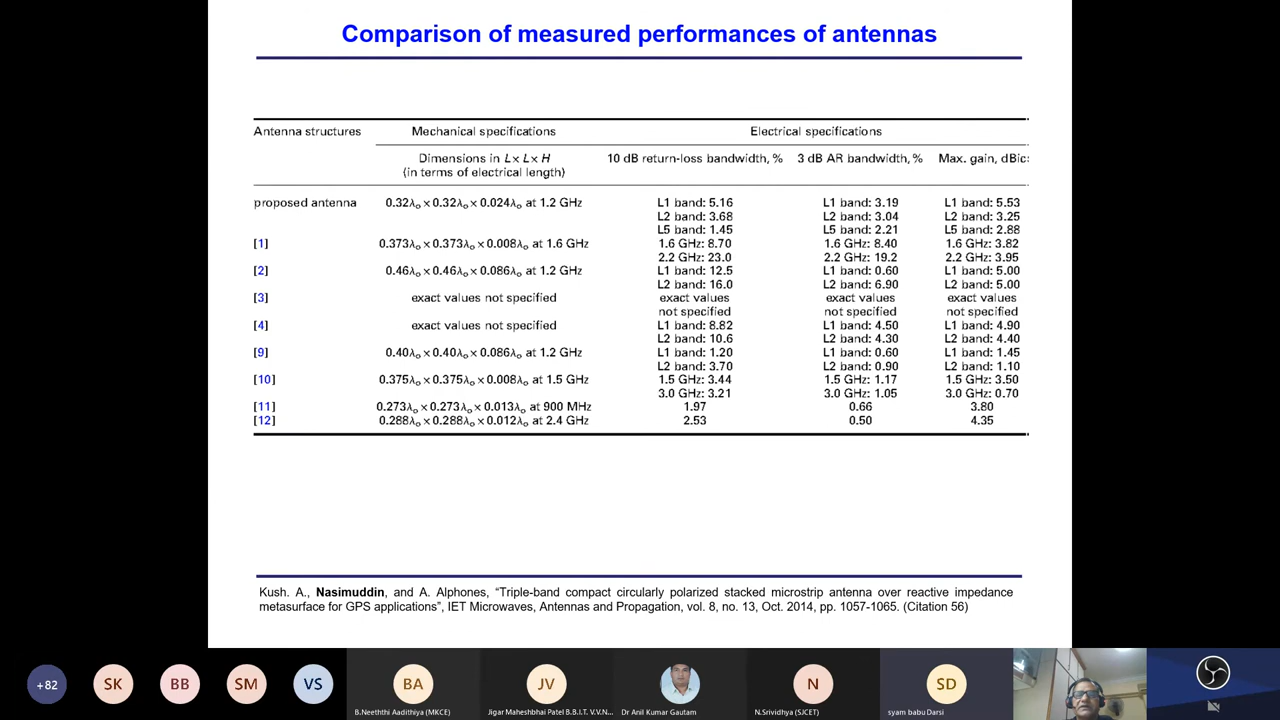 Comparison of measured performances of antennas
Antenna structures Mechanical specifications Electrical specifications
Dimensions in L× L× H 10 dB return-loss bandwidth, % 3 dB AR bandwidth, % Max. gain, dBic
(in terms of electrical length)
proposed antenna 0.32λo × 0.32λo × 0.024λo at 1.2 GHz L1 band: 5.16 L1 band: 3.19 L1 band: 5.53
L2 band: 3.68 L2 band: 3.04 L2 band: 3.25
L5 band: 1.45 L5 band: 2.21 L5 band: 2.88
[1] 0.373λo × 0.373λo × 0.008λo at 1.6 GHz 1.6 GHz: 8.70 1.6 GHz: 8.40 1.6 GHz: 3.82
2.2 GHz: 23.0 2.2 GHz: 19.2 2.2 GHz: 3.95
[2] 0.46λo × 0.46λo × 0.086λo at 1.2 GHz L1 band: 12.5 L1 band: 0.60 L1 band: 5.00
L2 band: 16.0 L2 band: 6.90 L2 band: 5.00
[3] exact values not specified exact values exact values exact values
not specified not specified not specified
[4] exact values not specified L1 band: 8.82 L1 band: 4.50 L1 band: 4.90
L2 band: 10.6 L2 band: 4.30 L2 band: 4.40
[9] 0.40λo × 0.40λo × 0.086λo at 1.2 GHz L1 band: 1.20 L1 band: 0.60 L1 band: 1.45
L2 band: 3.70 L2 band: 0.90 L2 band: 1.10
[10] 0.375λo × 0.375λo × 0.008λo at 1.5 GHz 1.5 GHz: 3.44 1.5 GHz: 1.17 1.5 GHz: 3.50
3.0 GHz: 3.21 3.0 GHz: 1.05 3.0 GHz: 0.70
[11] 0.273λo × 0.273λo × 0.013λo at 900 MHz 1.97 0.66 3.80
[12] 0.288λo × 0.288λo × 0.012λo at 2.4 GHz 2.53 0.50 4.35
Kush. A., Nasimuddin, and A. Alphones, “Triple-band compact circularly polarized stacked microstrip antenna over reactive impedance
metasurface for GPS applications”, IET Microwaves, Antennas and Propagation, vol. 8, no. 13, Oct. 2014, pp. 1057-1065. (Citation 56)
+82 SK BB SM VS BA JV N SD
B.Neeththi Aadithiya (MKCE) Jigar Maheshbhai Patel B.B.I.T. V.V.N... Dr Anil Kumar Gautam N.Srividhya (SJCET) syam babu Darsi